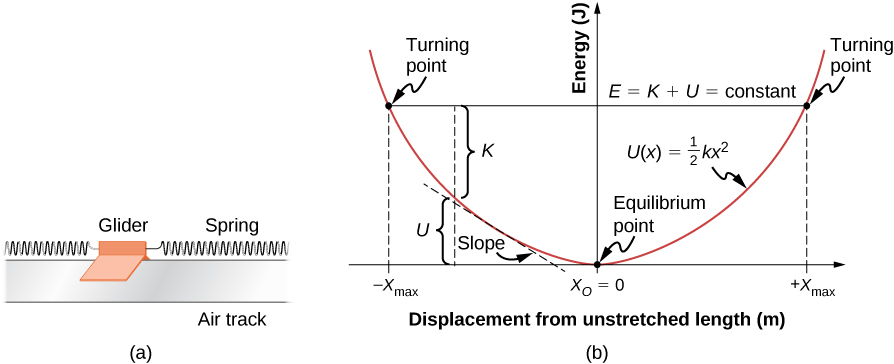 Glider
Spring
Air track
(a)
Energy (J)
Turning
point
Turning
point
E = K + U = constant
K
U(x) = ½kx²
Equilibrium
point
U
Slope
–Xmax
XO = 0
+Xmax
Displacement from unstretched length (m)
(b)